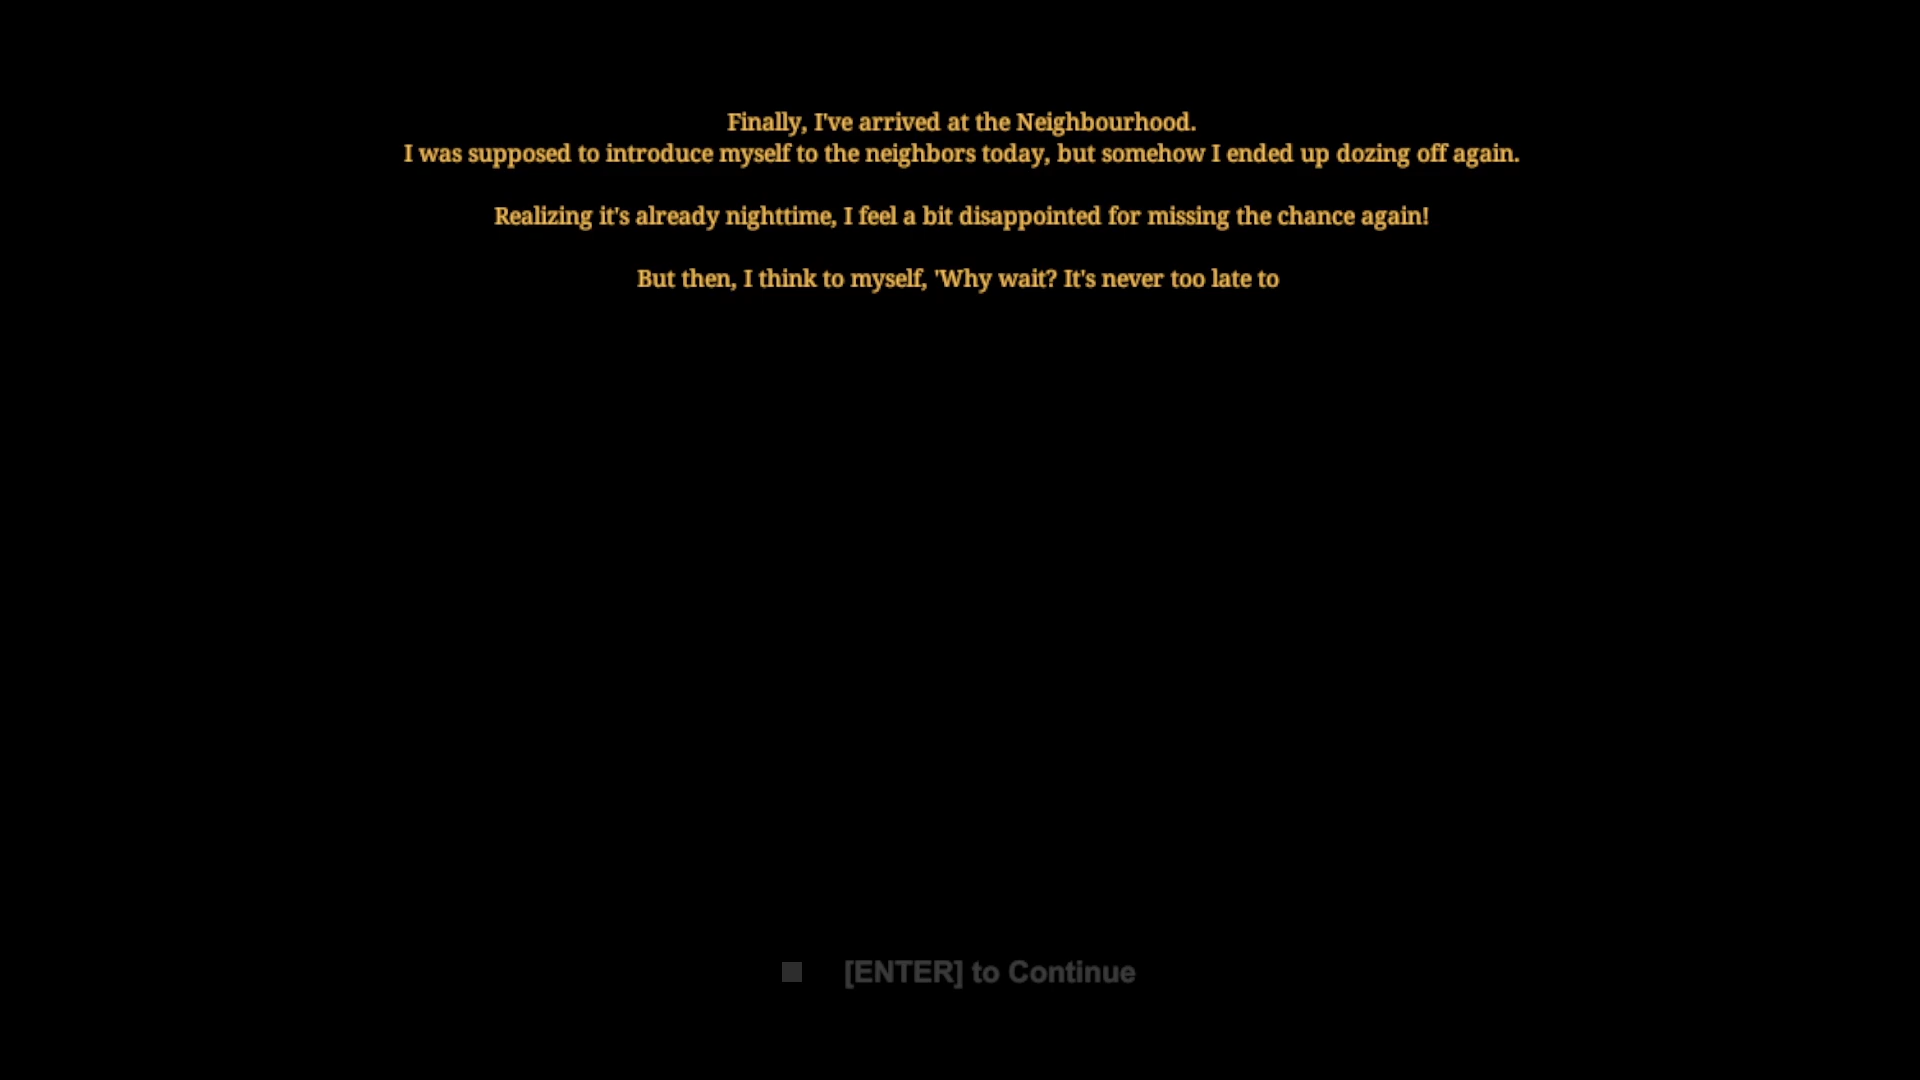 Finally, I've arrived at the Neighbourhood.
I was supposed to introduce myself to the neighbors today, but somehow I ended up dozing off again.
Realizing it's already nighttime, I feel a bit disappointed for missing the chance again!
But then, I think to myself, 'Why wait? It's never too late to
[ENTER] to Continue